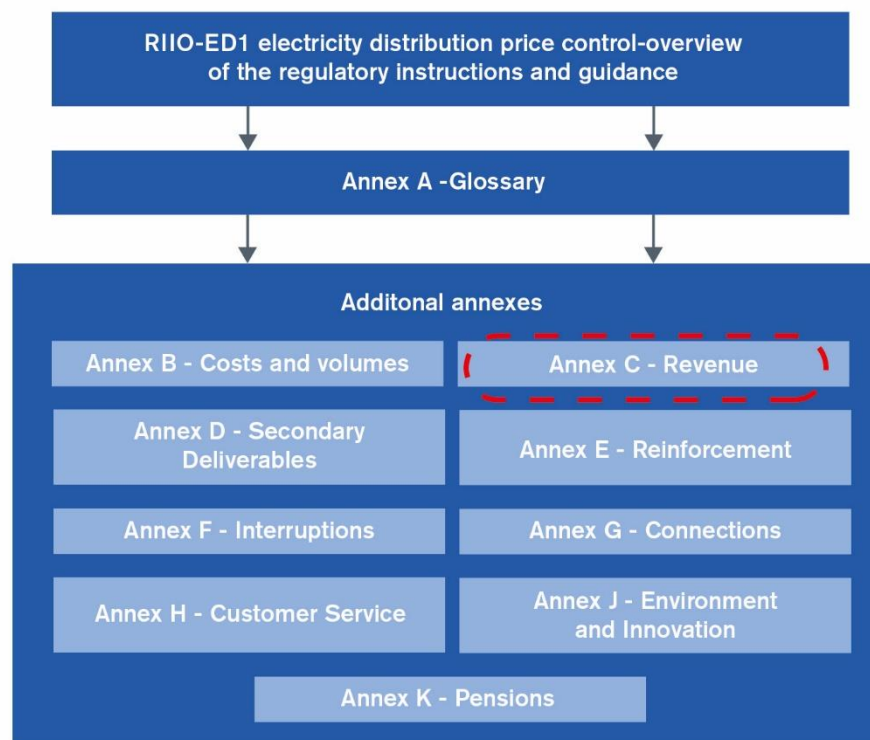 RIIO-ED1 electricity distribution price control-overview
of the regulatory instructions and guidance
Annex A -Glossary
Additonal annexes
Annex B - Costs and volumes
Annex C - Revenue
Annex D - Secondary
Deliverables
Annex E - Reinforcement
Annex F - Interruptions
Annex G - Connections
Annex H - Customer Service
Annex J - Environment
and Innovation
Annex K - Pensions